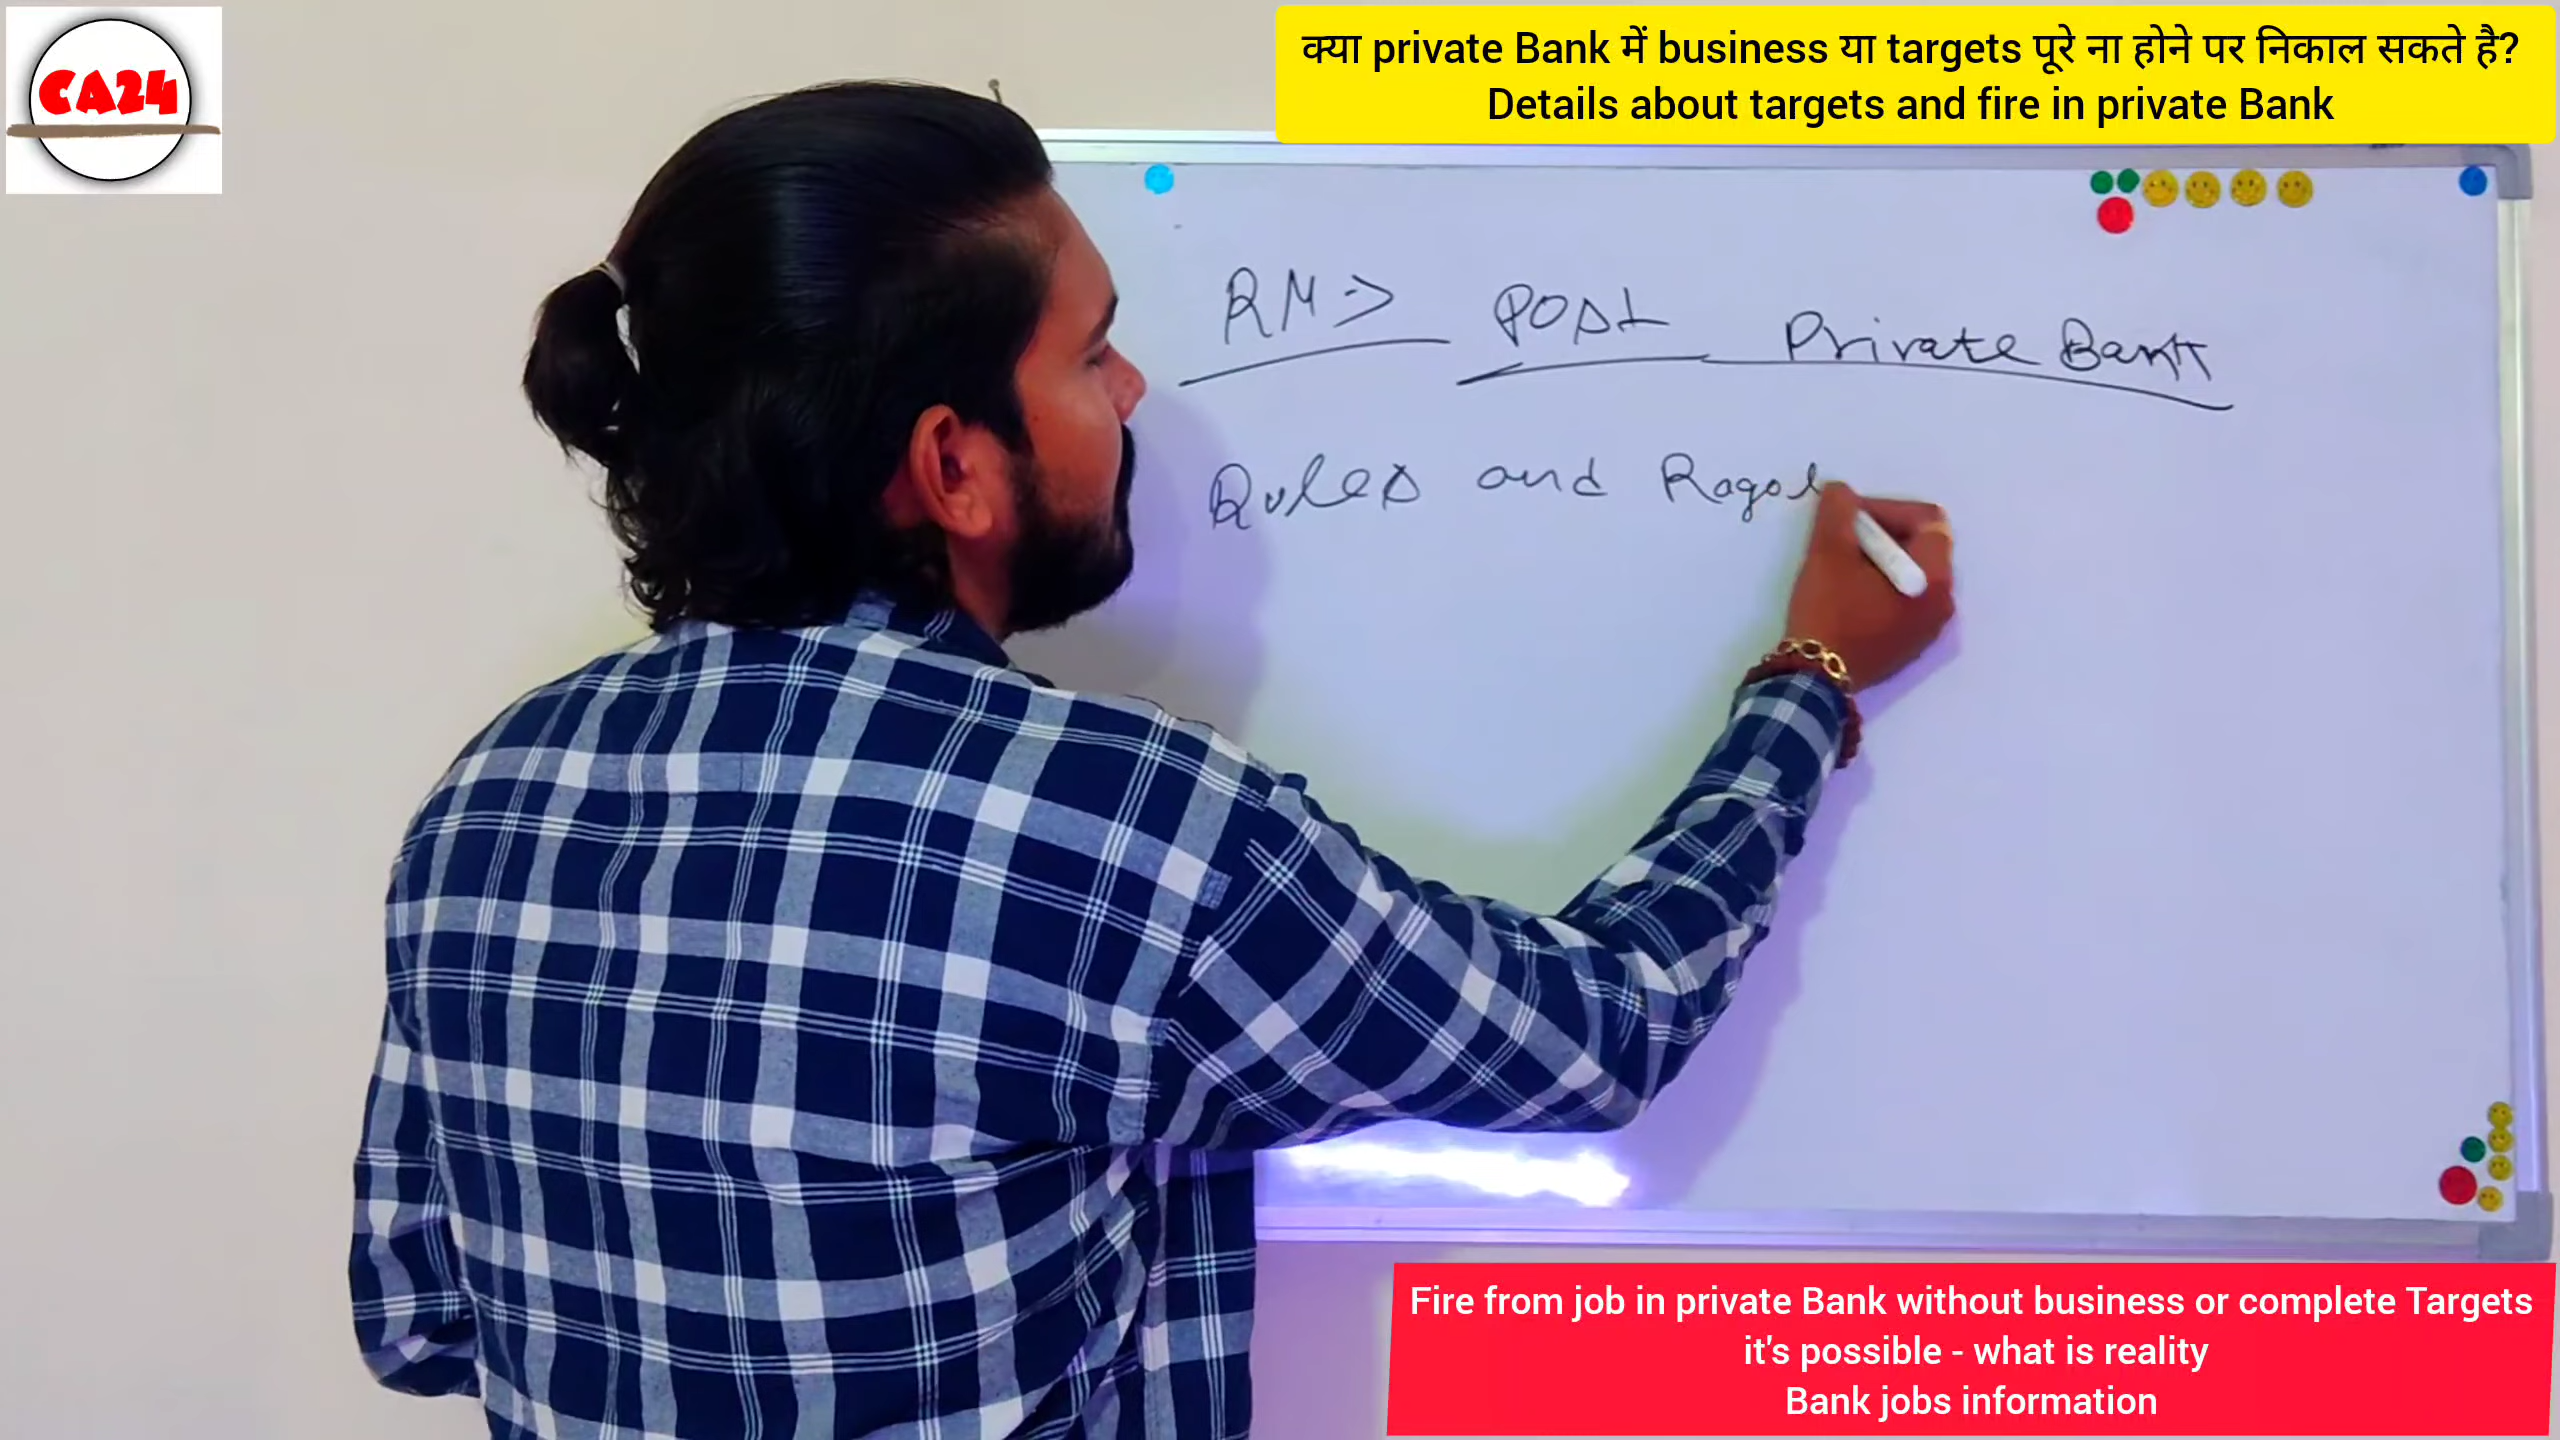 CA24
क्या private Bank में business या targets पूरे ना होने पर निकाल सकते है?
Details about targets and fire in private Bank
RM -> POST Private Bank
Rules and Ragol
Fire from job in private Bank without business or complete Targets
it's possible - what is reality
Bank jobs information